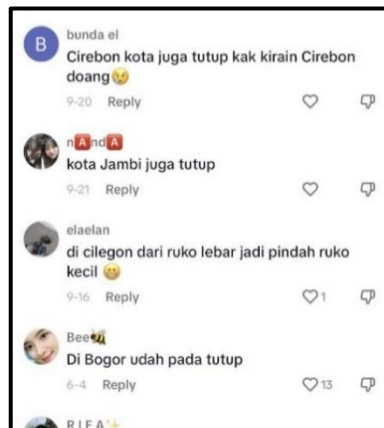 B
bunda el
Cirebon kota juga tutup kak kirain Cirebon
doang😢
9-20 Reply
n🅰️nd🅰️
kota Jambi juga tutup
9-21 Reply
elaelan
di cilegon dari ruko lebar jadi pindah ruko
kecil 😬
9-16 Reply 1
Bee🐝
Di Bogor udah pada tutup
6-4 Reply 13
R I F A✨